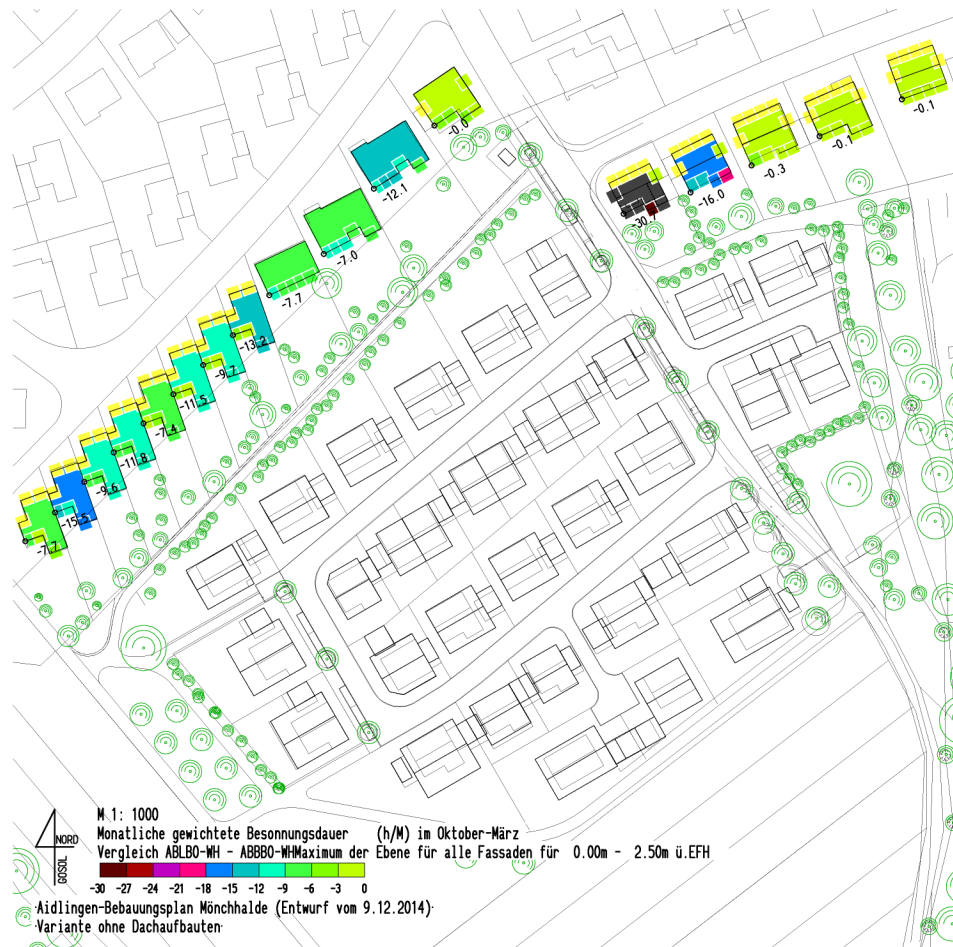 -0.0
-12.1
-7.0
-7.7
-13.2
-9.7
-11.5
-7.4
-11.8
-9.6
-15.5
-7.7
-30.7
-16.0
-0.3
-0.1
-0.1
M 1: 1000
Monatliche gewichtete Besonnungsdauer (h/M) im Oktober-März
Vergleich ABLBO-WH - ABBBO-WHMaximum der Ebene für alle Fassaden für 0.00m - 2.50m ü.EFH
NORD
GOSOL
-30 -27 -24 -21 -18 -15 -12 -9 -6 -3 0
Aidlingen-Bebauungsplan Mönchhalde (Entwurf vom 9.12.2014)
Variante ohne Dachaufbauten